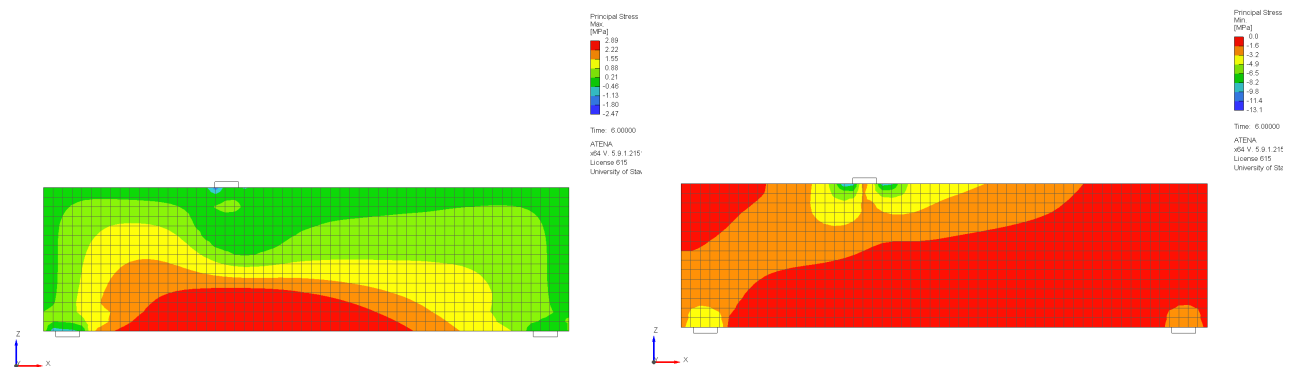 Principal Stress
Max.
[MPa]
2.89
2.22
1.55
0.88
0.21
-0.46
-1.13
-1.80
-2.47
Time: 6.00000
ATENA
x64 V. 5.9.1.215
License 615
University of Sta
Z
X
Principal Stress
Min.
[MPa]
0.0
-1.6
-3.2
-4.9
-6.5
-8.2
-9.8
-11.4
-13.1
Time: 6.00000
ATENA
x64 V. 5.9.1.215
License 615
University of Sta
Z
X